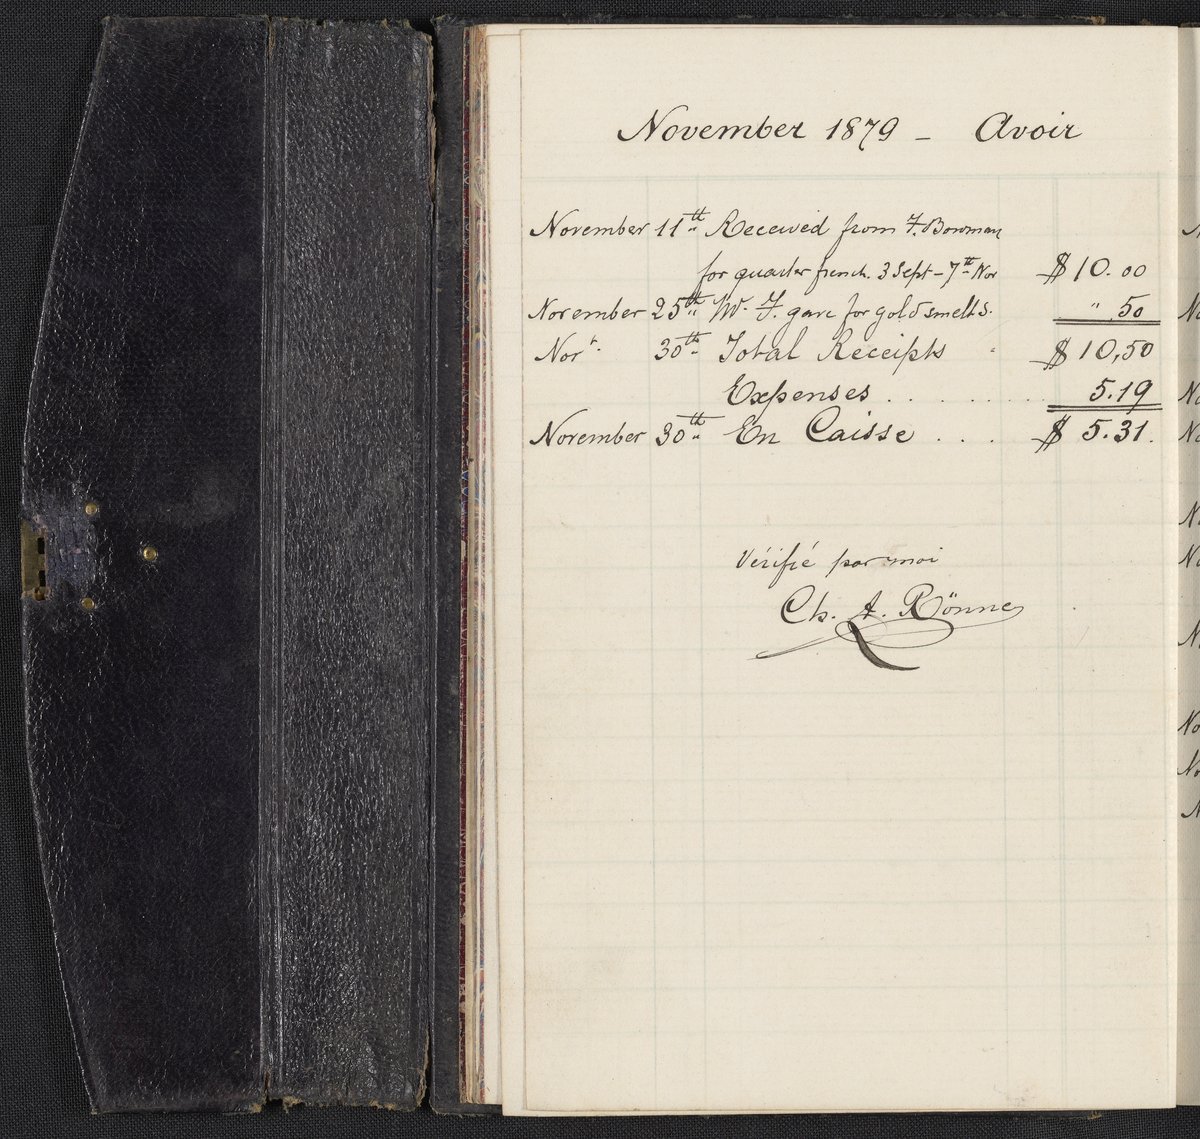 November 1879 - Avoir
November 11th Received from F. Bowman
for quarter french. 3 Sept - 7th Nov $10.00
November 25th W. F. gave for gold smelts. " 50
Novr. 30th Total Receipts " $10,50
Expenses . . . . . . . . 5.19
November 30th En Caisse . . . . $ 5.31.
Vérifié par moi
Ch. A. Rönne